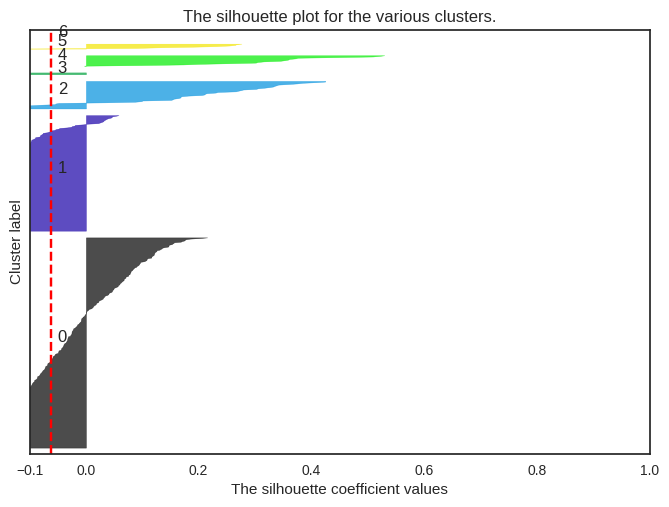 The silhouette plot for the various clusters.
6
5
4
3
2
1
0
Cluster label
−0.1 0.0 0.2 0.4 0.6 0.8 1.0
The silhouette coefficient values